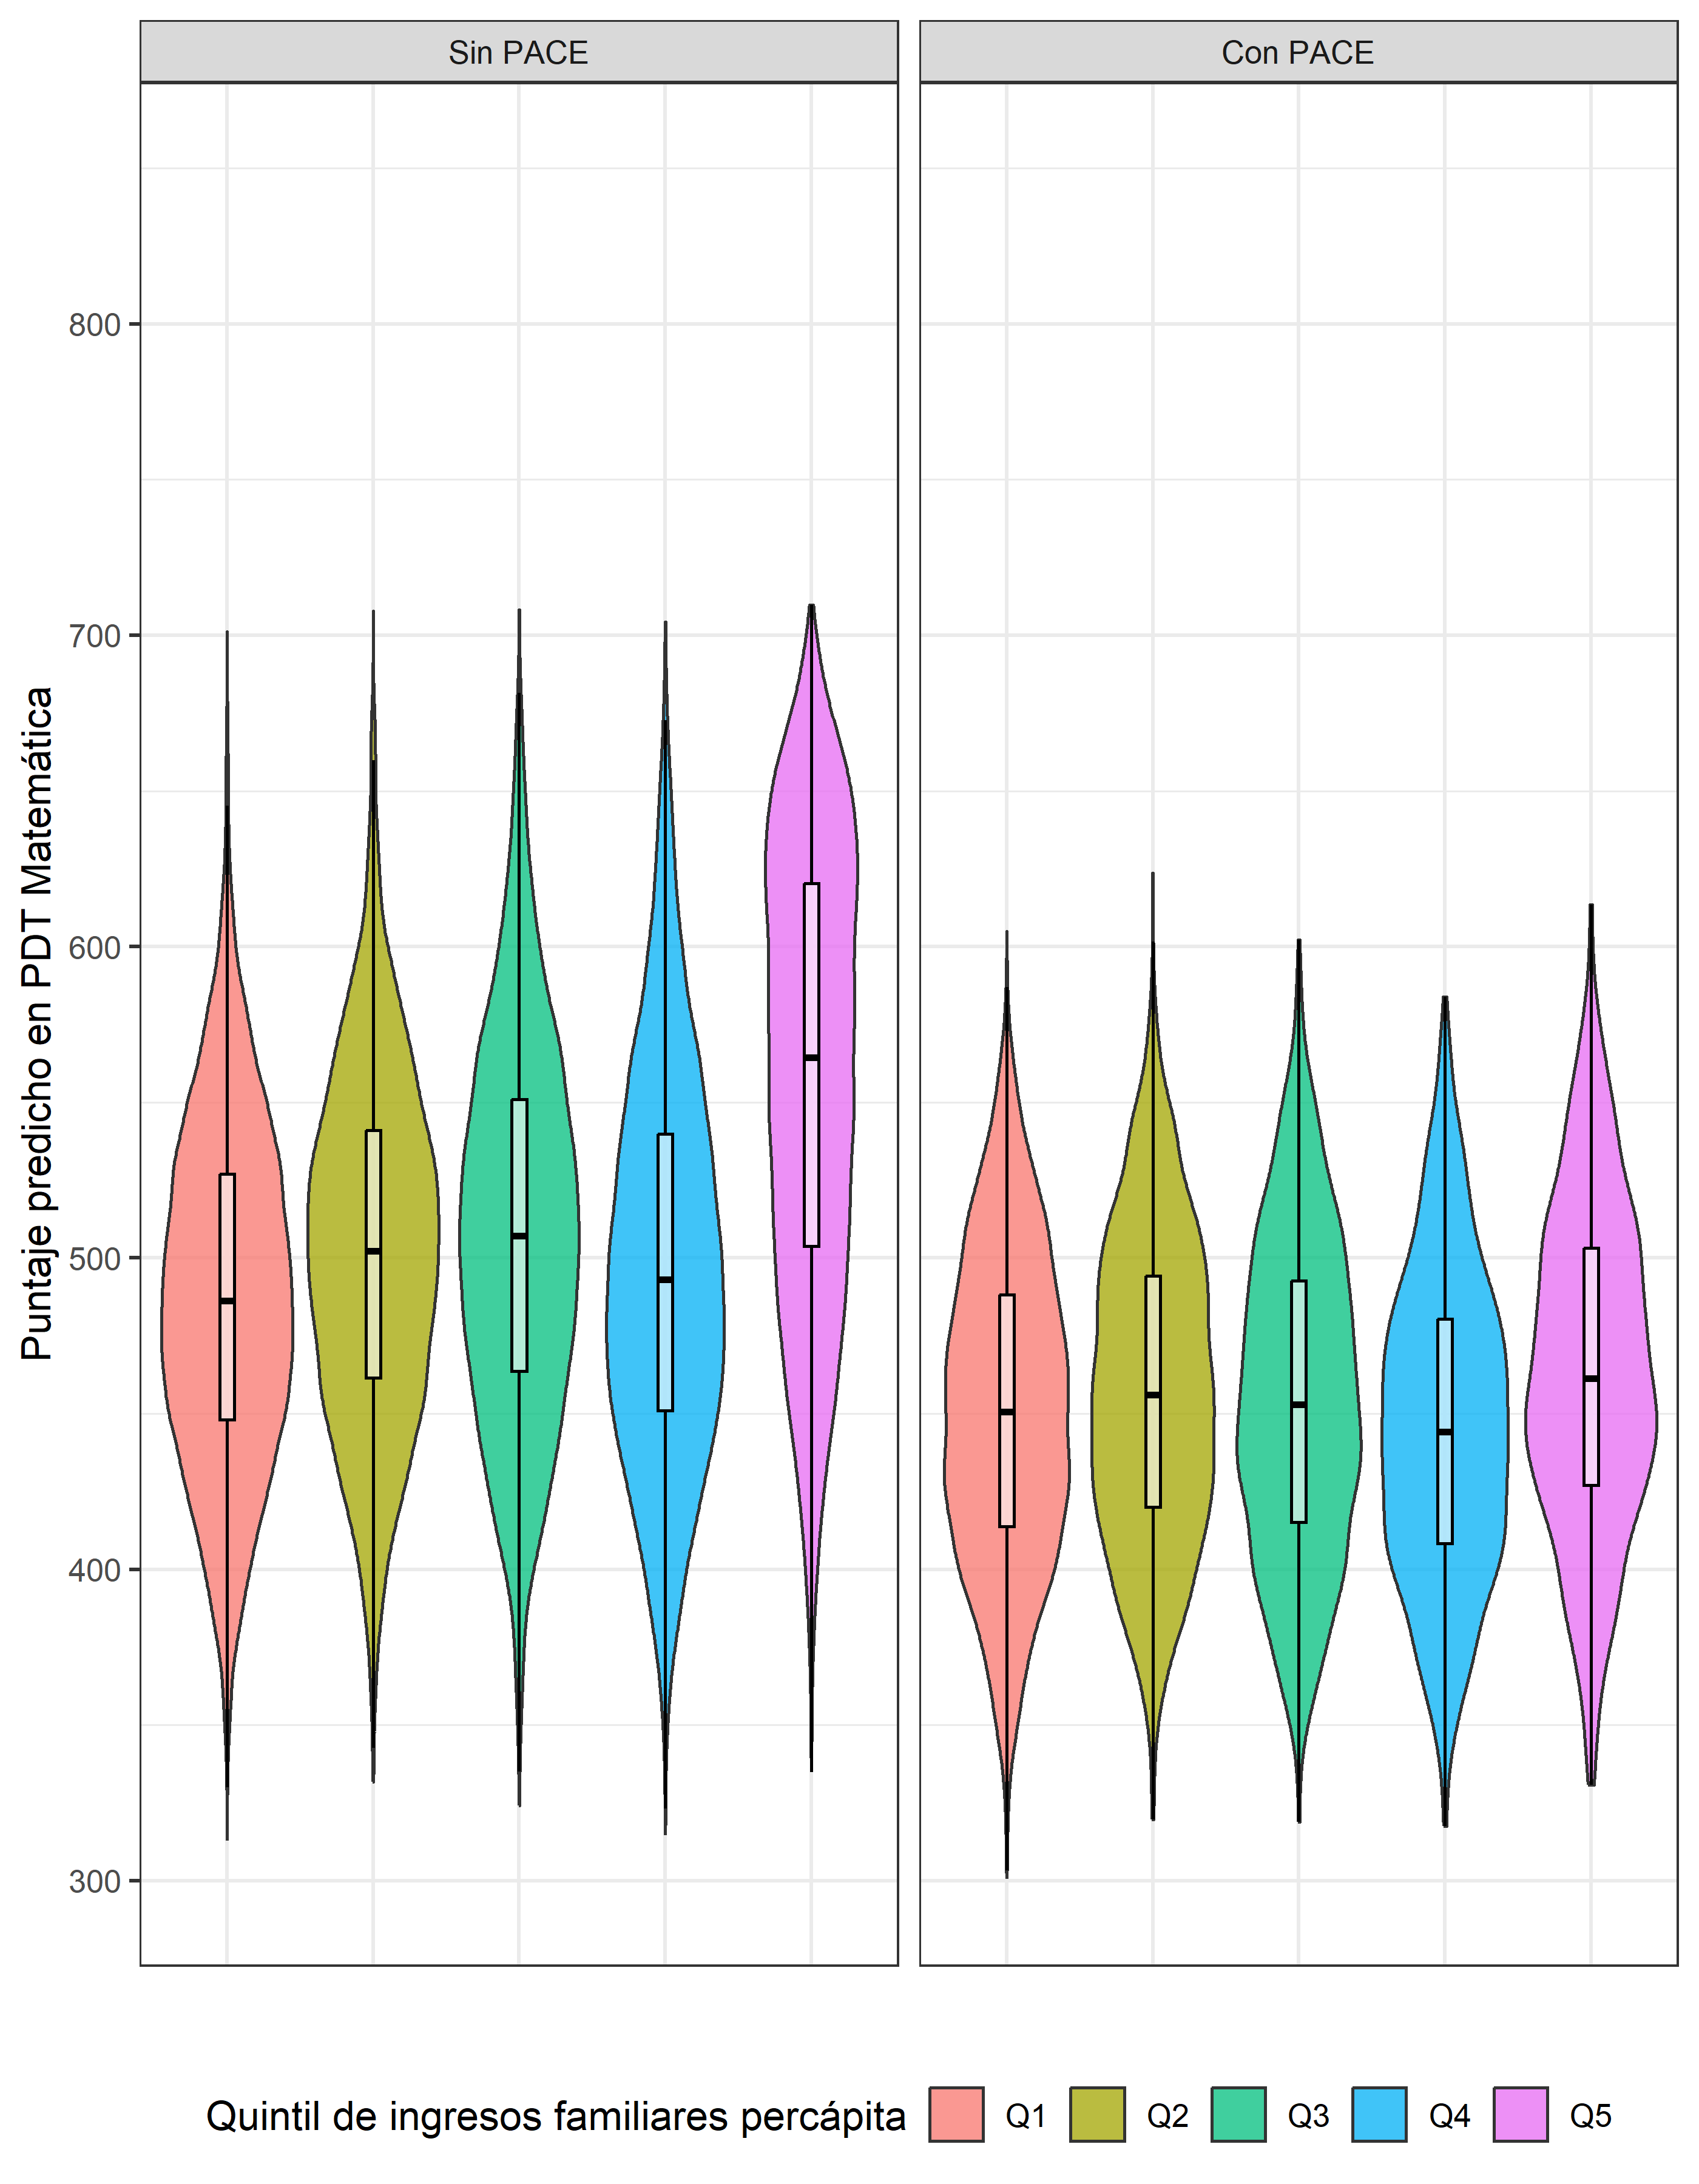 Sin PACE
Con PACE
Puntaje predicho en PDT Matemática
800
700
600
500
400
300
Quintil de ingresos familiares percápita
Q1
Q2
Q3
Q4
Q5